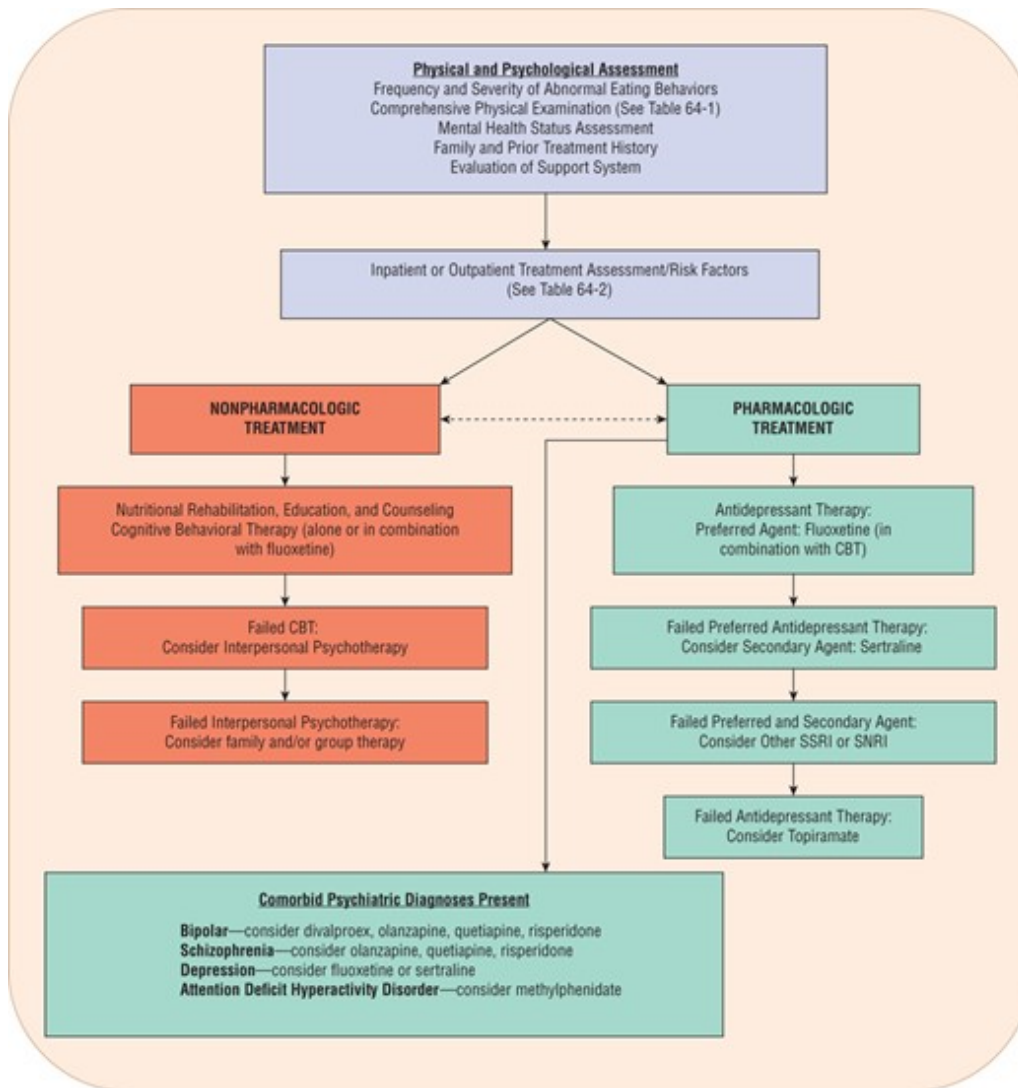 Physical and Psychological Assessment
Frequency and Severity of Abnormal Eating Behaviors
Comprehensive Physical Examination (See Table 64-1)
Mental Health Status Assessment
Family and Prior Treatment History
Evaluation of Support System
Inpatient or Outpatient Treatment Assessment/Risk Factors
(See Table 64-2)
NONPHARMACOLOGIC
TREATMENT
Nutritional Rehabilitation, Education, and Counseling
Cognitive Behavioral Therapy (alone or in combination
with fluoxetine)
Failed CBT:
Consider Interpersonal Psychotherapy
Failed Interpersonal Psychotherapy:
Consider family and/or group therapy
PHARMACOLOGIC
TREATMENT
Antidepressant Therapy:
Preferred Agent: Fluoxetine (in
combination with CBT)
Failed Preferred Antidepressant Therapy:
Consider Secondary Agent: Sertraline
Failed Preferred and Secondary Agent:
Consider Other SSRI or SNRI
Failed Antidepressant Therapy:
Consider Topiramate
Comorbid Psychiatric Diagnoses Present
Bipolar—consider divalproex, olanzapine, quetiapine, risperidone
Schizophrenia—consider olanzapine, quetiapine, risperidone
Depression—consider fluoxetine or sertraline
Attention Deficit Hyperactivity Disorder—consider methylphenidate